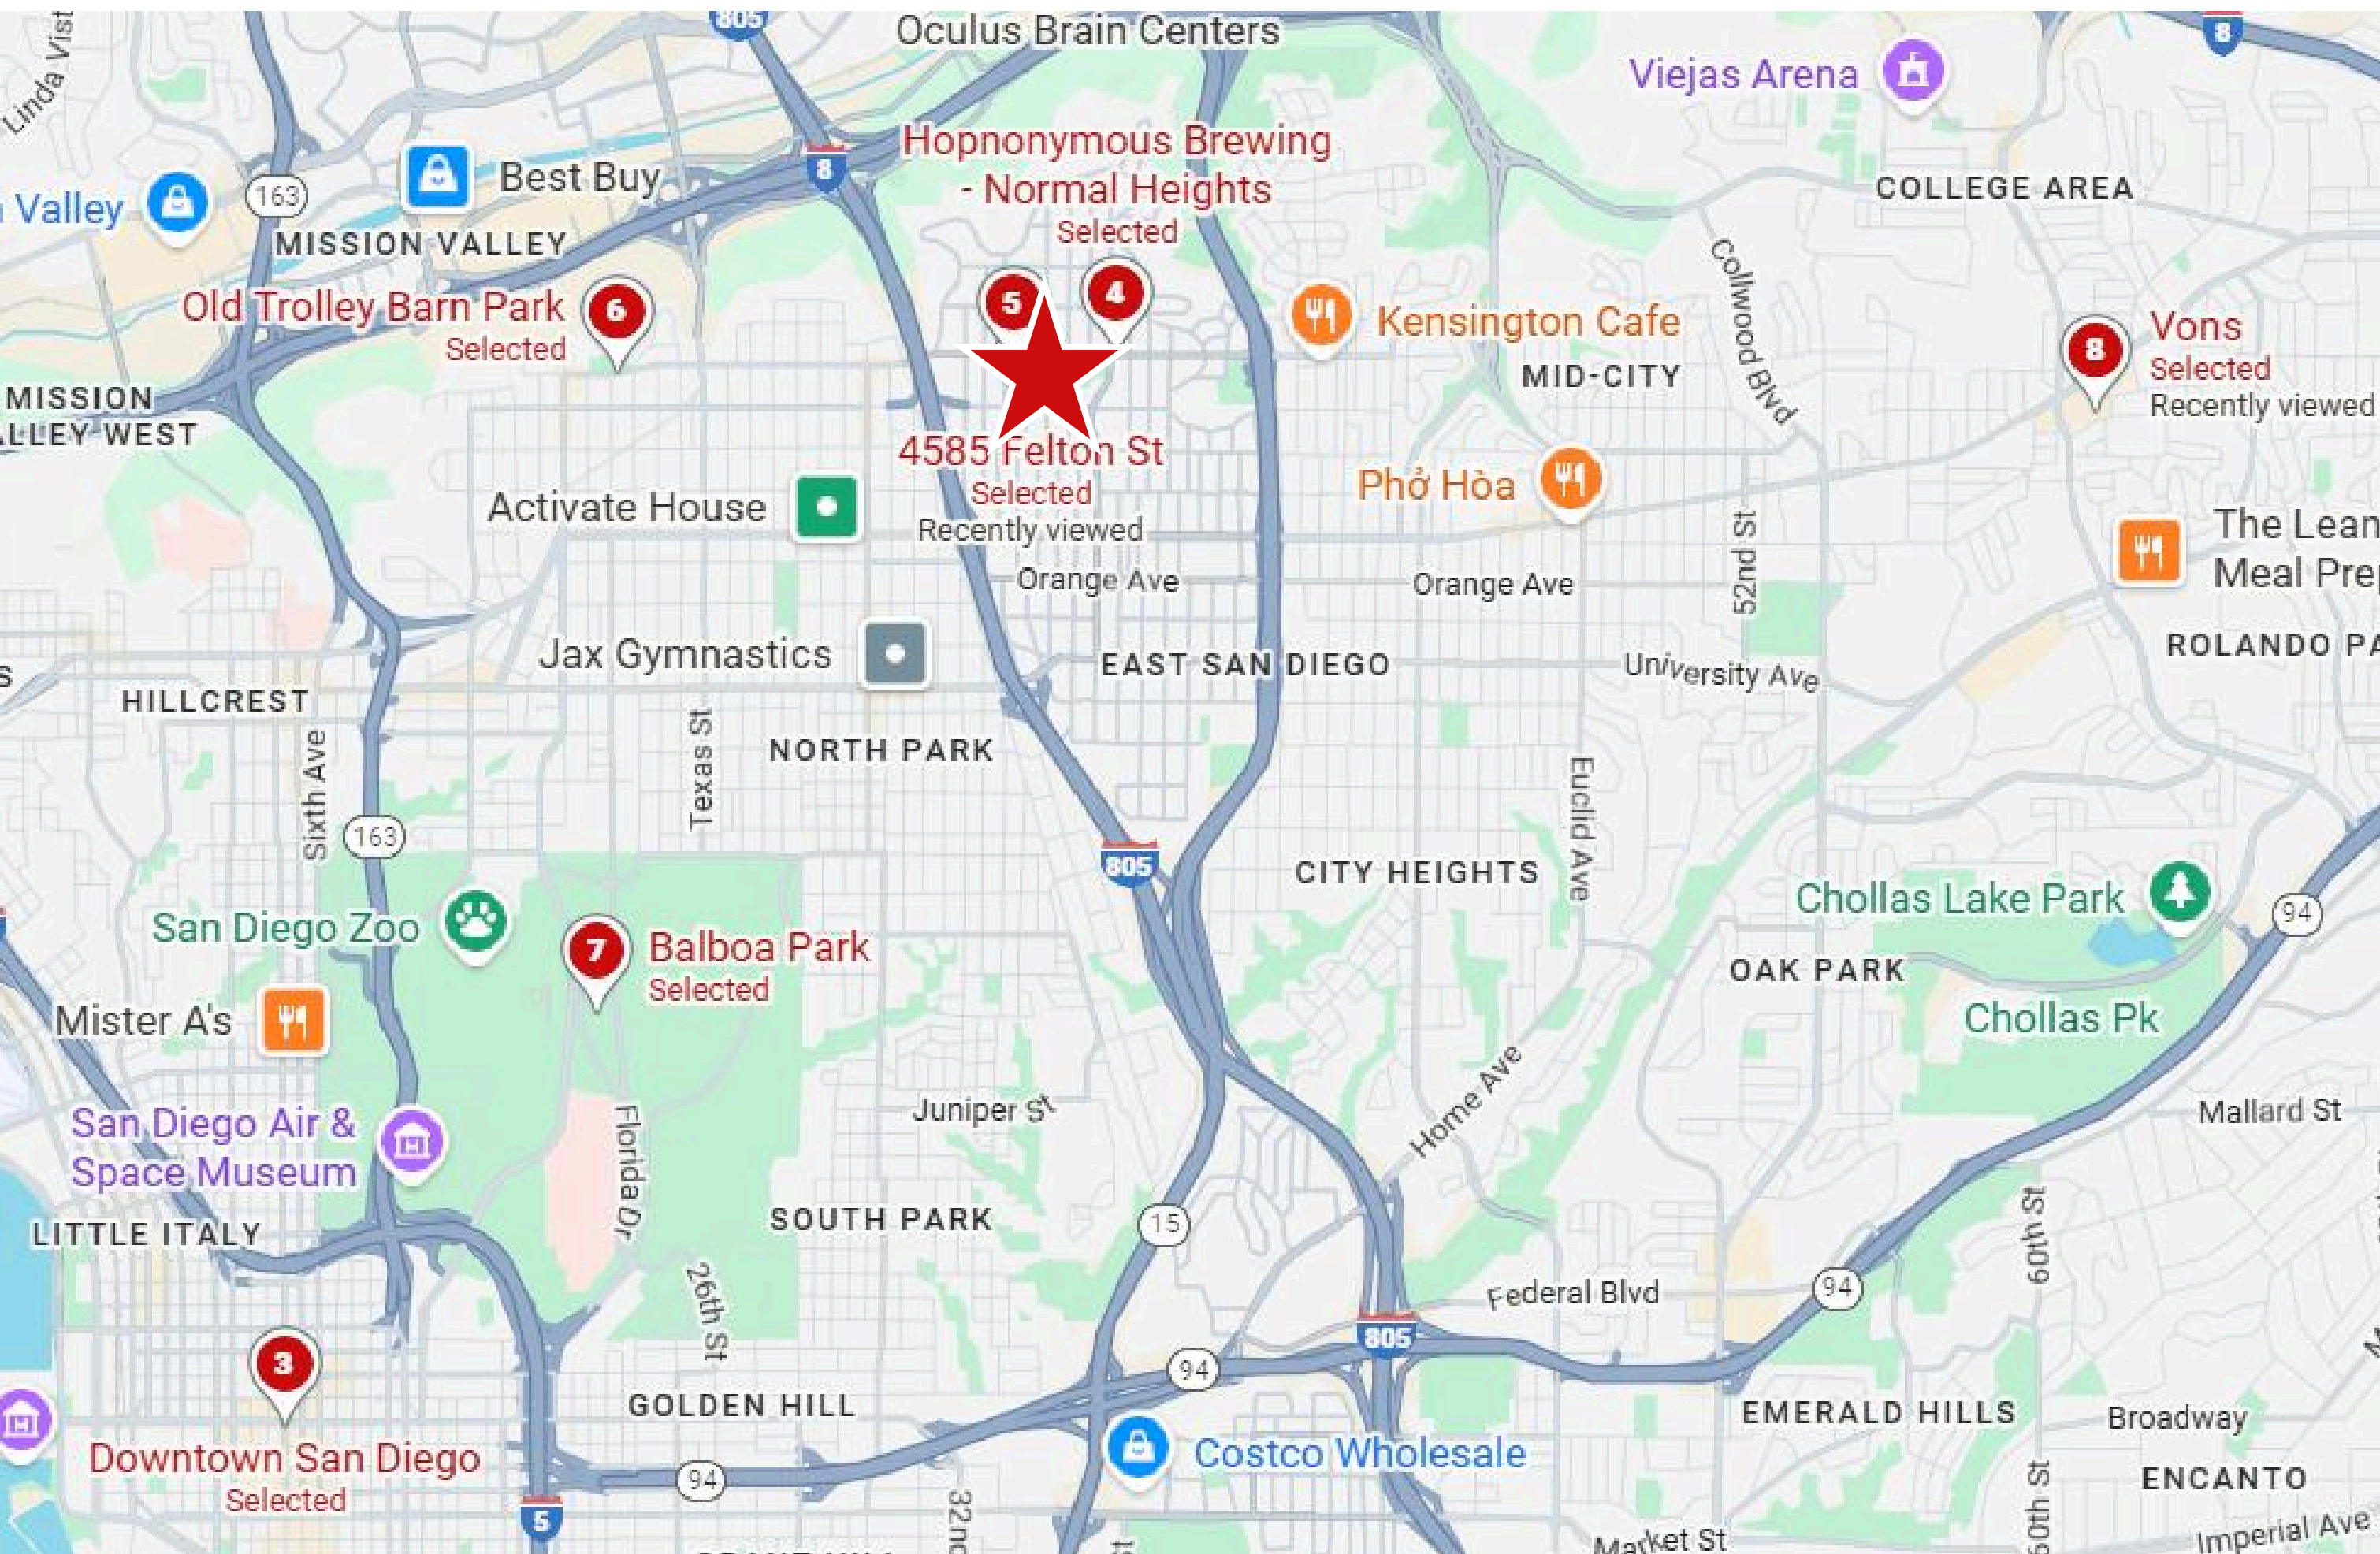 805
Oculus Brain Centers
8
Linda Vist
Viejas Arena
Hopnonymous Brewing
- Normal Heights
Selected
8
Best Buy
163
Valley
COLLEGE AREA
MISSION VALLEY
Collwood Blvd
5
4
Old Trolley Barn Park
Selected
6
Kensington Cafe
Vons
Selected
Recently viewed
8
MID-CITY
MISSION
LLEY WEST
4585 Felton St
Selected
Recently viewed
Activate House
Phở Hòa
52nd St
The Lean
Meal Pre
Orange Ave
Orange Ave
Jax Gymnastics
EAST SAN DIEGO
University Ave
ROLANDO PA
S
HILLCREST
Sixth Ave
Texas St
NORTH PARK
Euclid Ave
163
805
CITY HEIGHTS
San Diego Zoo
7
Balboa Park
Selected
Chollas Lake Park
94
OAK PARK
Mister A's
Chollas Pk
Home Ave
Juniper St
Florida Dr
Mallard St
San Diego Air &
Space Museum
SOUTH PARK
15
LITTLE ITALY
60th St
26th St
Federal Blvd
94
805
3
94
GOLDEN HILL
EMERALD HILLS
Broadway
Downtown San Diego
Selected
Costco Wholesale
94
ENCANTO
60th St
5
32nd
Market St
Imperial Ave